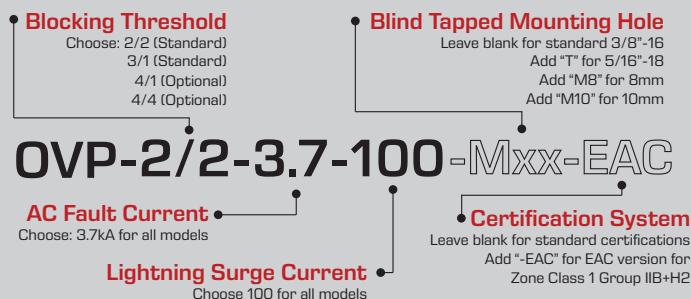 Blocking Threshold
Choose: 2/2 (Standard)
3/1 (Standard)
4/1 (Optional)
4/4 (Optional)
Blind Tapped Mounting Hole
Leave blank for standard 3/8"-16
Add "T" for 5/16"-18
Add "M8" for 8mm
Add "M10" for 10mm
OVP-2/2-3.7-100-Mxx-EAC
AC Fault Current
Choose: 3.7kA for all models
Lightning Surge Current
Choose 100 for all models
Certification System
Leave blank for standard certifications
Add "-EAC" for EAC version for
Zone Class 1 Group IIB+H2